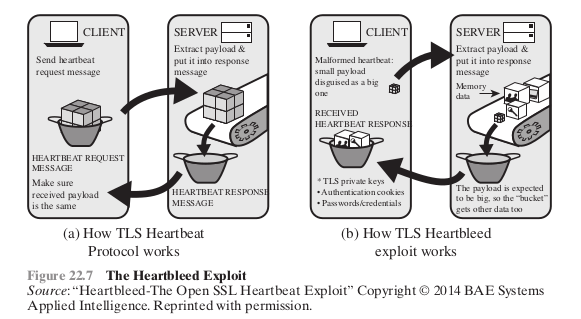 CLIENT
Send heartbeat
request message
HEARTBEAT REQUEST
MESSAGE
Make sure
received payload
is the same
SERVER
Extract payload &
put it into response
message
HEARTBEAT RESPONSE
MESSAGE
(a) How TLS Heartbeat
Protocol works
CLIENT
Malformed heartbeat:
small payload
disguised as a big
one
RECEIVED
HEARTBEAT RESPONSE
* TLS private keys
• Authentication cookies
• Passwords/credentials
SERVER
Extract payload &
put it into response
message
Memory
data
The payload is expected
to be big, so the “bucket”
gets other data too
(b) How TLS Heartbleed
exploit works
Figure 22.7 The Heartbleed Exploit
Source: “Heartbleed-The Open SSL Heartbeat Exploit” Copyright © 2014 BAE Systems
Applied Intelligence. Reprinted with permission.